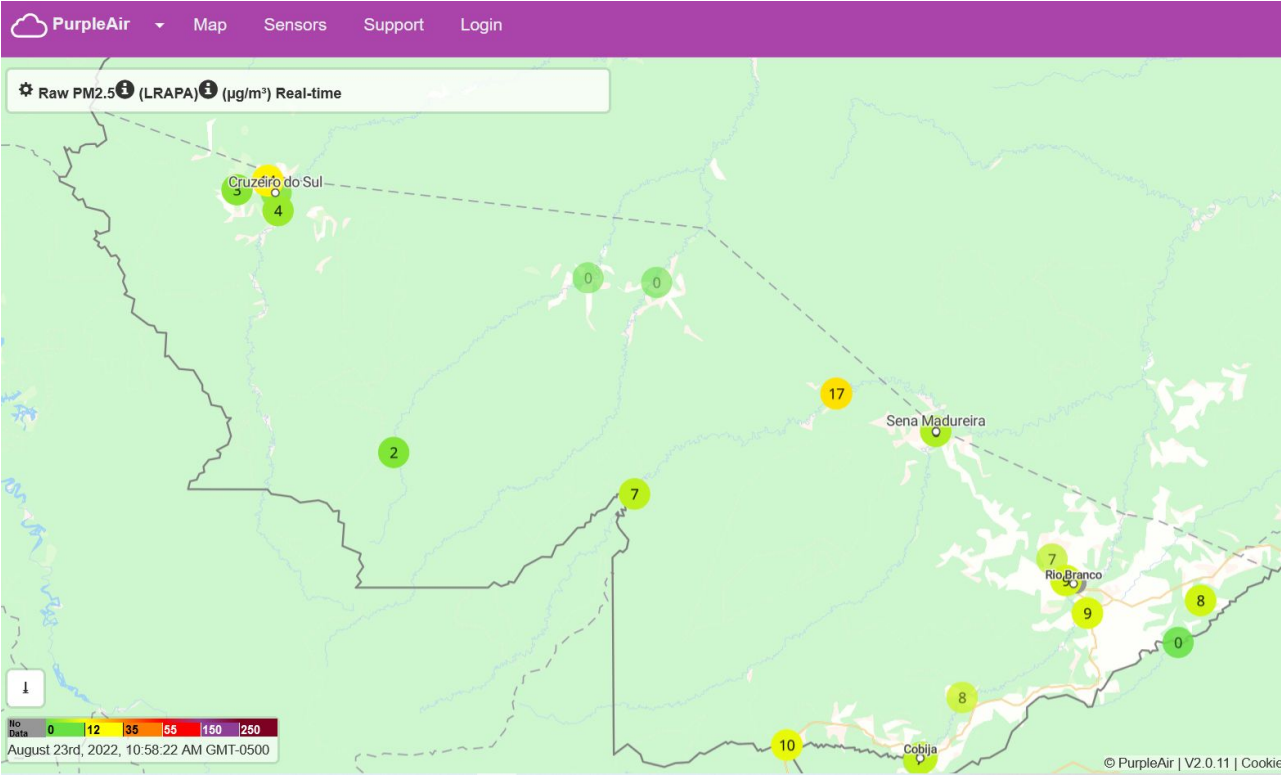 PurpleAir Map Sensors Support Login
Raw PM2.5 (LRAPA) (µg/m³) Real-time
Cruzeiro do Sul
3
4
0
0
17
Sena Madureira
2
7
7
Rio Branco
9
9
8
0
8
10
Cobija
No Data 0 12 35 55 150 250
August 23rd, 2022, 10:58:22 AM GMT-0500
© PurpleAir | V2.0.11 | Cookie